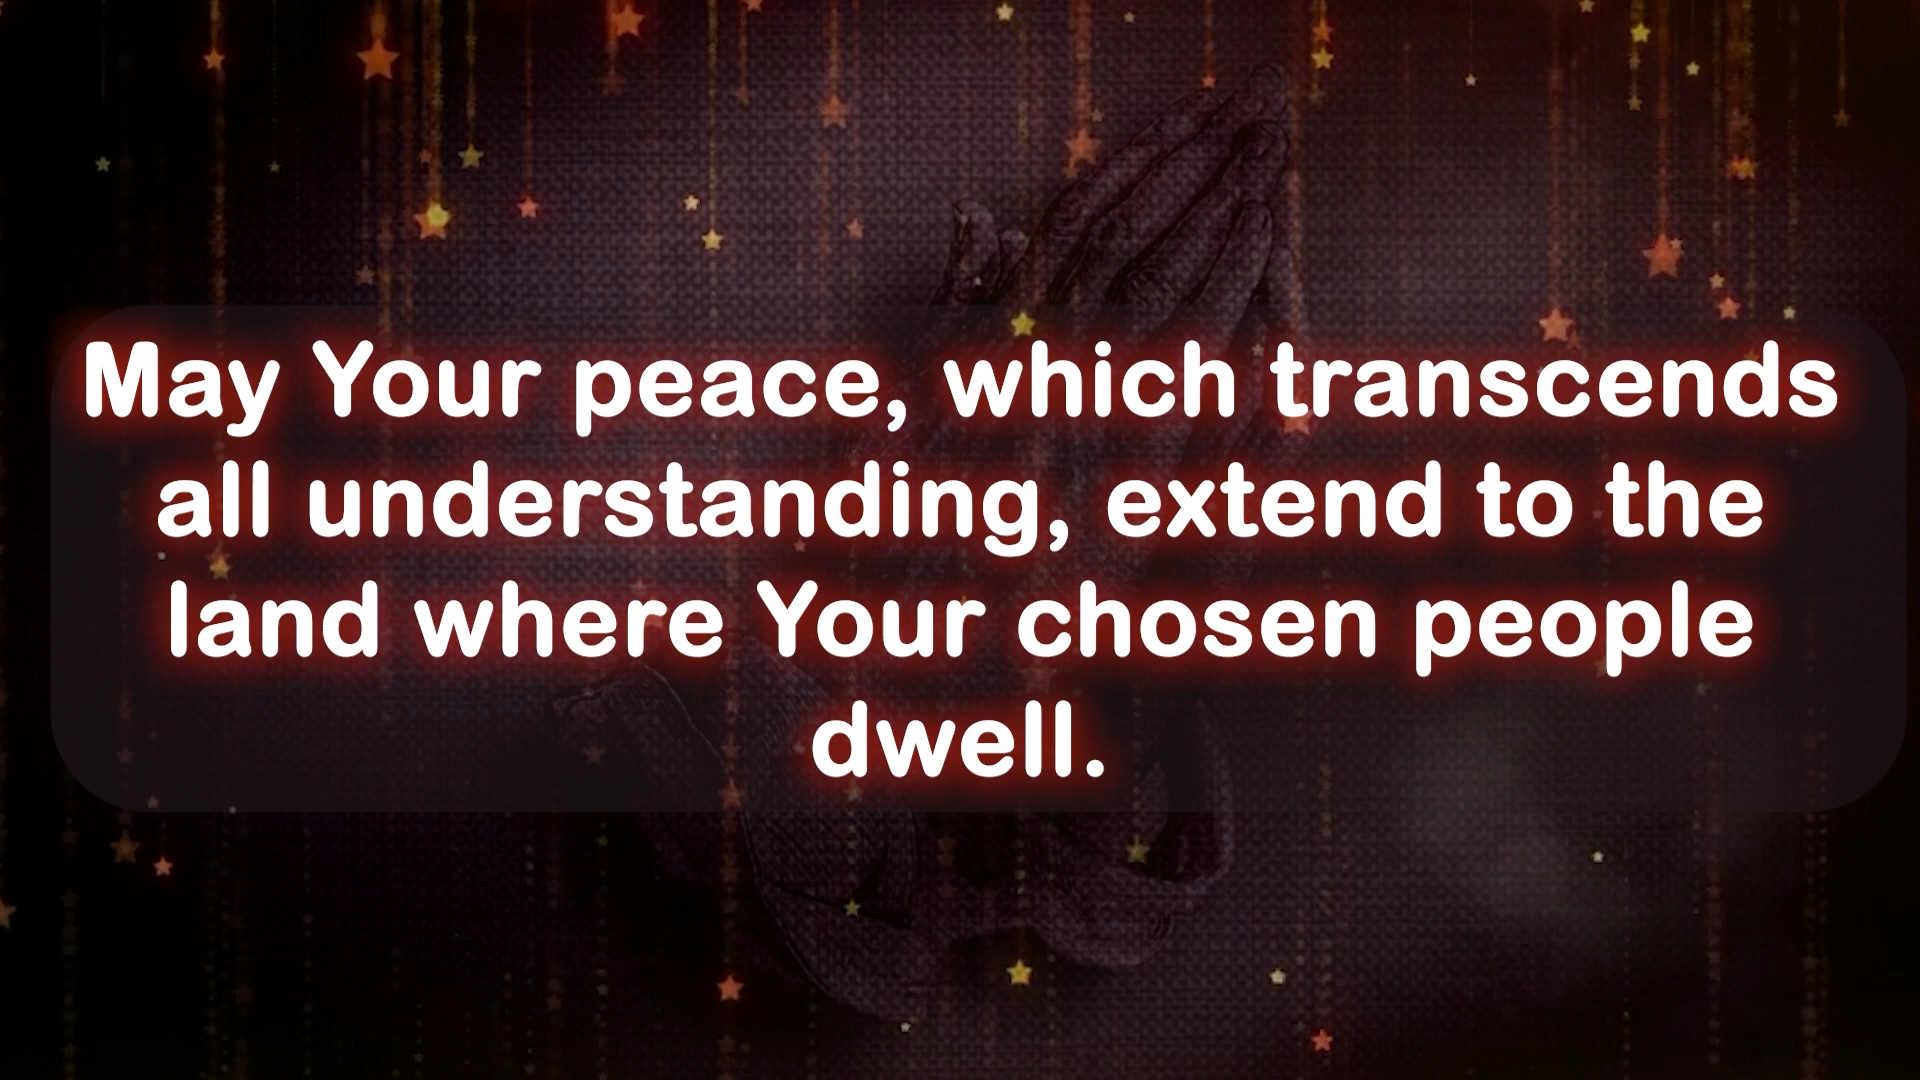 May Your peace, which transcends
all understanding, extend to the
land where Your chosen people
dwell.